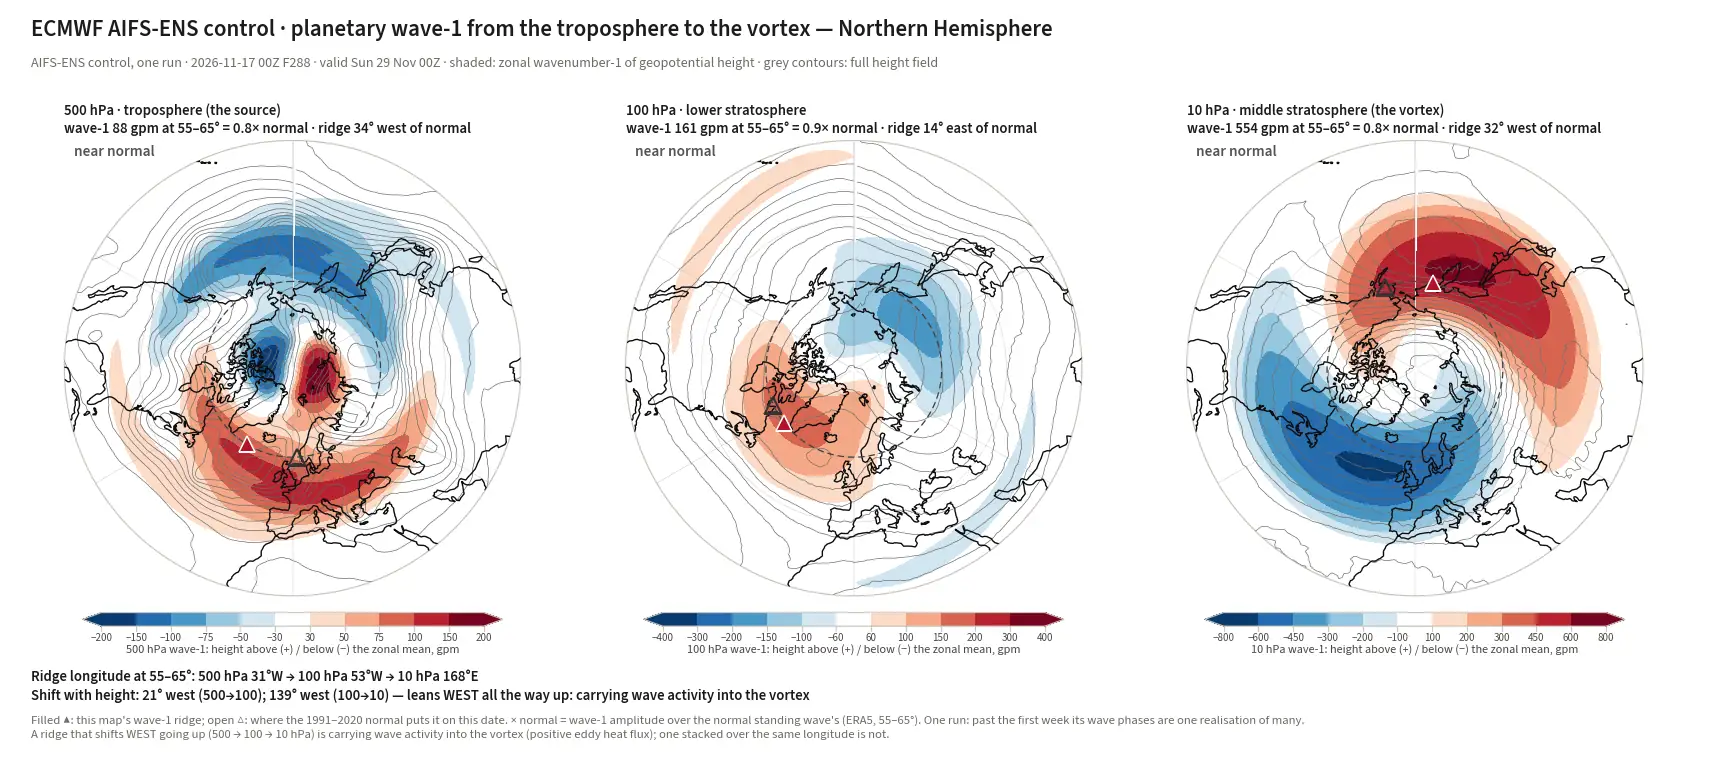 ECMWF AIFS-ENS control · planetary wave-1 from the troposphere to the vortex — Northern Hemisphere
AIFS-ENS control, one run · 2026-11-17 00Z F288 · valid Sun 29 Nov 00Z · shaded: zonal wavenumber-1 of geopotential height · grey contours: full height field
500 hPa · troposphere (the source)
wave-1 88 gpm at 55–65° = 0.8× normal · ridge 34° west of normal
near normal
100 hPa · lower stratosphere
wave-1 161 gpm at 55–65° = 0.9× normal · ridge 14° east of normal
near normal
10 hPa · middle stratosphere (the vortex)
wave-1 554 gpm at 55–65° = 0.8× normal · ridge 32° west of normal
near normal
−200 −150 −100 −75 −50 −30 30 50 75 100 150 200
500 hPa wave-1: height above (+) / below (−) the zonal mean, gpm
−400 −300 −200 −150 −100 −60 60 100 150 200 300 400
100 hPa wave-1: height above (+) / below (−) the zonal mean, gpm
−800 −600 −450 −300 −200 −100 100 200 300 450 600 800
10 hPa wave-1: height above (+) / below (−) the zonal mean, gpm
Ridge longitude at 55–65°: 500 hPa 31°W → 100 hPa 53°W → 10 hPa 168°E
Shift with height: 21° west (500→100); 139° west (100→10) — leans WEST all the way up: carrying wave activity into the vortex
Filled ▲: this map's wave-1 ridge; open △: where the 1991–2020 normal puts it on this date. × normal = wave-1 amplitude over the normal standing wave's (ERA5, 55–65°). One run: past the first week its wave phases are one realisation of many.
A ridge that shifts WEST going up (500 → 100 → 10 hPa) is carrying wave activity into the vortex (positive eddy heat flux); one stacked over the same longitude is not.